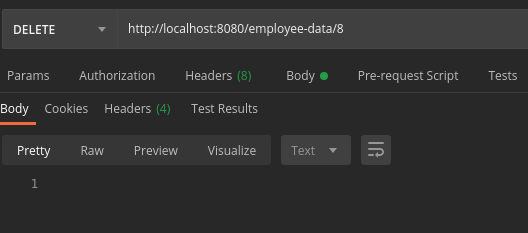 DELETE http://localhost:8080/employee-data/8
Params Authorization Headers (8) Body Pre-request Script Tests
Body Cookies Headers (4) Test Results
Pretty Raw Preview Visualize Text
1